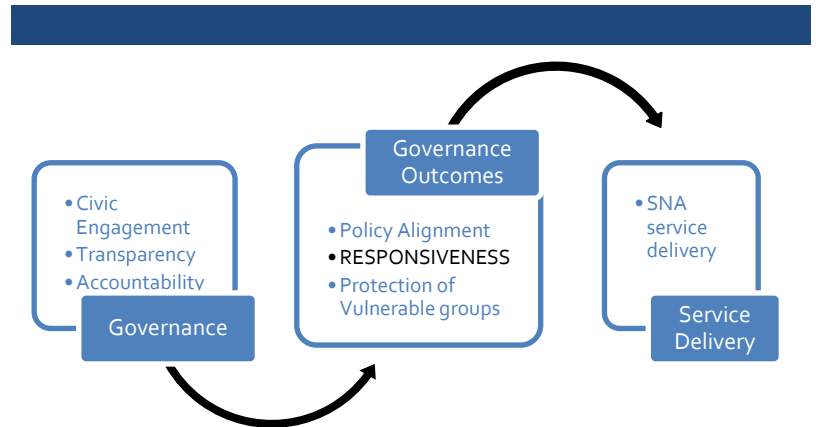 • Civic
Engagement
• Transparency
• Accountability
Governance
Governance
Outcomes
• Policy Alignment
• RESPONSIVENESS
• Protection of
Vulnerable groups
• SNA
service
delivery
Service
Delivery